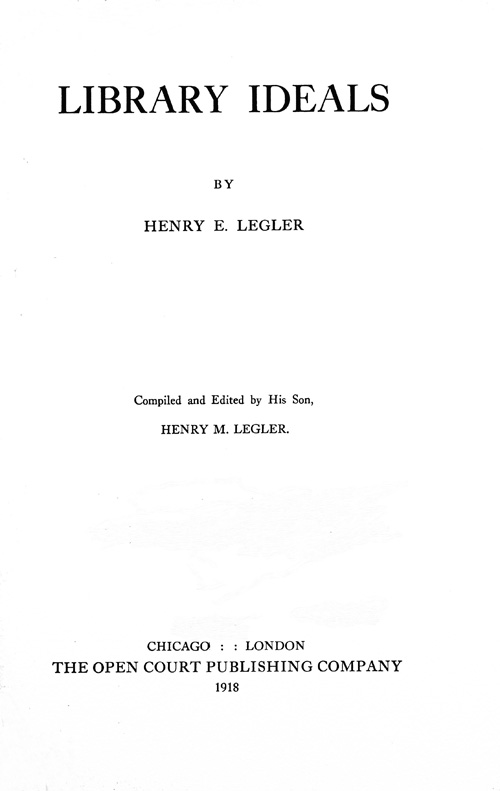 LIBRARY IDEALS
BY
HENRY E. LEGLER
Compiled and Edited by His Son,
HENRY M. LEGLER.
CHICAGO : : LONDON
THE OPEN COURT PUBLISHING COMPANY
1918